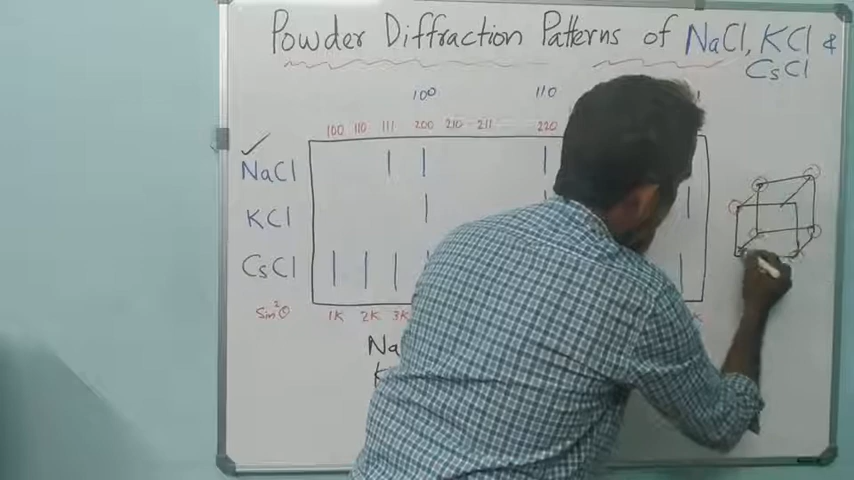 Powder Diffraction Patterns of NaCl, KCl &
CsCl
100 110
100 110 111 200 210 211 220
NaCl
KCl
CsCl
Sin²θ 1K 2K 3K
Na